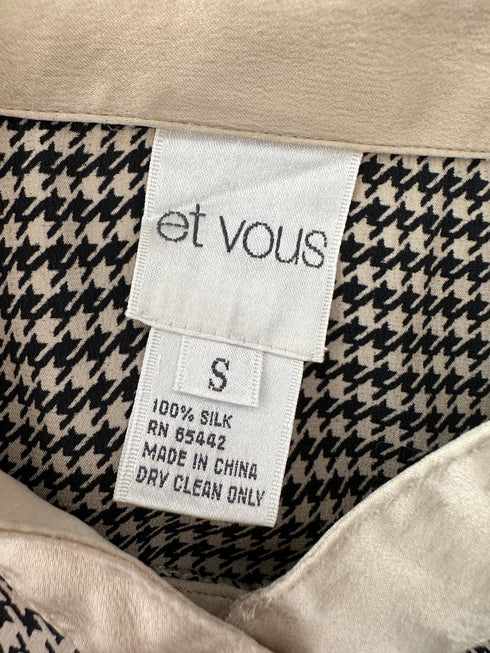 et vous
S
100% SILK
RN 65442
MADE IN CHINA
DRY CLEAN ONLY